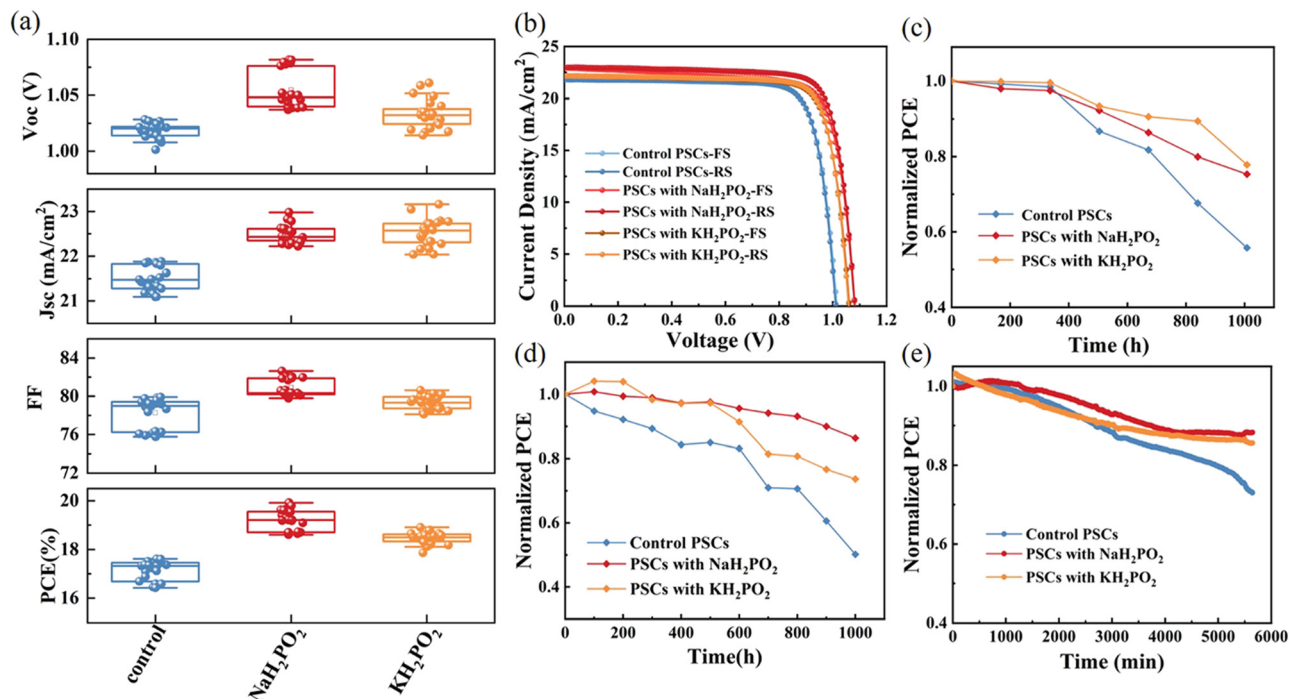 (a)
1.10
1.05
1.00
Voc (V)
23
22
21
Jsc (mA/cm²)
84
80
76
72
FF
20
18
16
PCE(%)
control
NaH₂PO₂
KH₂PO₂
(b)
25
20
15
10
5
0
Current Density (mA/cm²)
Control PSCs-FS
Control PSCs-RS
PSCs with NaH₂PO₂-FS
PSCs with NaH₂PO₂-RS
PSCs with KH₂PO₂-FS
PSCs with KH₂PO₂-RS
0.0 0.2 0.4 0.6 0.8 1.0 1.2
Voltage (V)
(c)
1.0
0.8
0.6
0.4
Normalized PCE
Control PSCs
PSCs with NaH₂PO₂
PSCs with KH₂PO₂
0 200 400 600 800 1000
Time (h)
(d)
1.0
0.8
0.6
0.4
Normalized PCE
Control PSCs
PSCs with NaH₂PO₂
PSCs with KH₂PO₂
0 200 400 600 800 1000
Time(h)
(e)
1.0
0.8
0.6
0.4
Normalized PCE
Control PSCs
PSCs with NaH₂PO₂
PSCs with KH₂PO₂
0 1000 2000 3000 4000 5000 6000
Time (min)